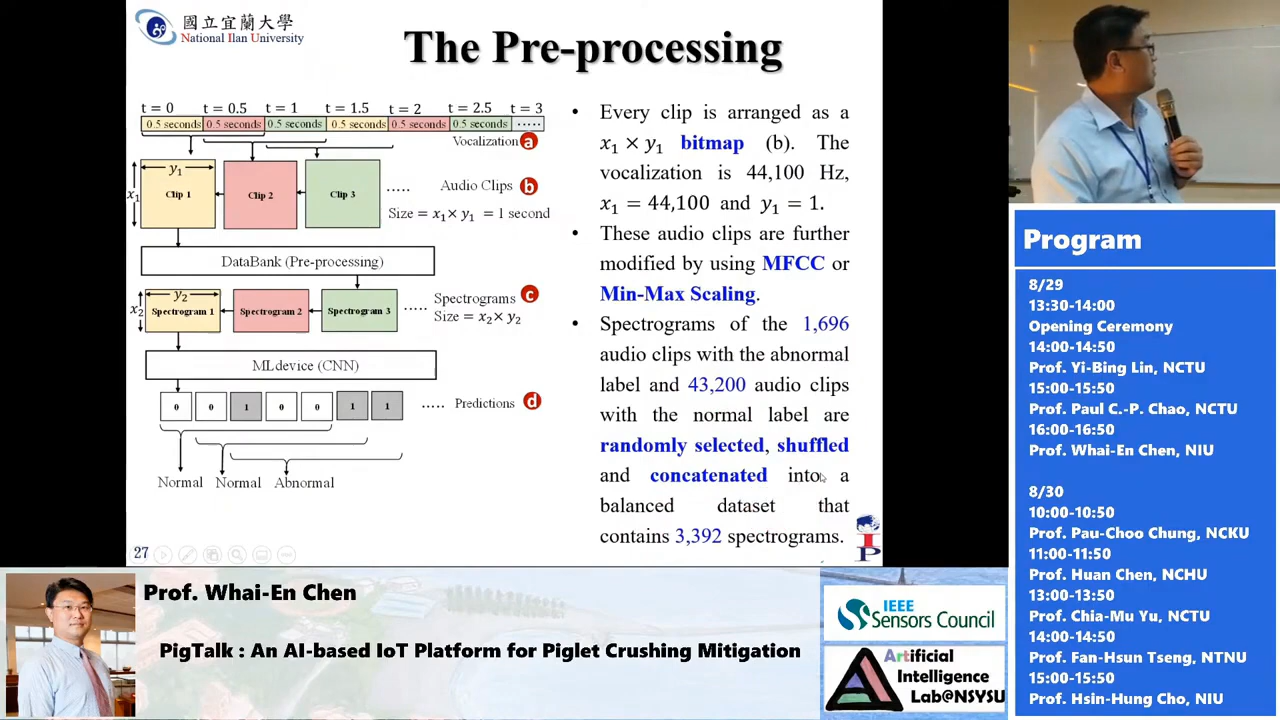 國立宜蘭大學
National Ilan University
The Pre-processing
t = 0 t = 0.5 t = 1 t = 1.5 t = 2 t = 2.5 t = 3
0.5 seconds 0.5 seconds 0.5 seconds 0.5 seconds 0.5 seconds 0.5 seconds .....
Vocalization a
y₁
x₁
Clip 1 Clip 2 Clip 3 ..... Audio Clips b
Size = x₁× y₁ = 1 second
DataBank (Pre-processing)
y₂
x₂
Spectrogram 1 Spectrogram 2 Spectrogram 3 ..... Spectrograms c
Size = x₂× y₂
MLdevice (CNN)
0 0 1 0 0 1 1 ..... Predictions d
Normal Normal Abnormal
• Every clip is arranged as a
x₁ × y₁ bitmap (b). The
vocalization is 44,100 Hz,
x₁ = 44,100 and y₁ = 1.
• These audio clips are further
modified by using MFCC or
Min-Max Scaling.
• Spectrograms of the 1,696
audio clips with the abnormal
label and 43,200 audio clips
with the normal label are
randomly selected, shuffled
and concatenated into a
balanced dataset that
contains 3,392 spectrograms.
27
I
P
Program
8/29
13:30-14:00
Opening Ceremony
14:00-14:50
Prof. Yi-Bing Lin, NCTU
15:00-15:50
Prof. Paul C.-P. Chao, NCTU
16:00-16:50
Prof. Whai-En Chen, NIU
8/30
10:00-10:50
Prof. Pau-Choo Chung, NCKU
11:00-11:50
Prof. Huan Chen, NCHU
13:00-13:50
Prof. Chia-Mu Yu, NCTU
14:00-14:50
Prof. Fan-Hsun Tseng, NTNU
15:00-15:50
Prof. Hsin-Hung Cho, NIU
Prof. Whai-En Chen
PigTalk : An AI-based IoT Platform for Piglet Crushing Mitigation
IEEE
Sensors Council
Artificial
Intelligence
Lab@NSYSU